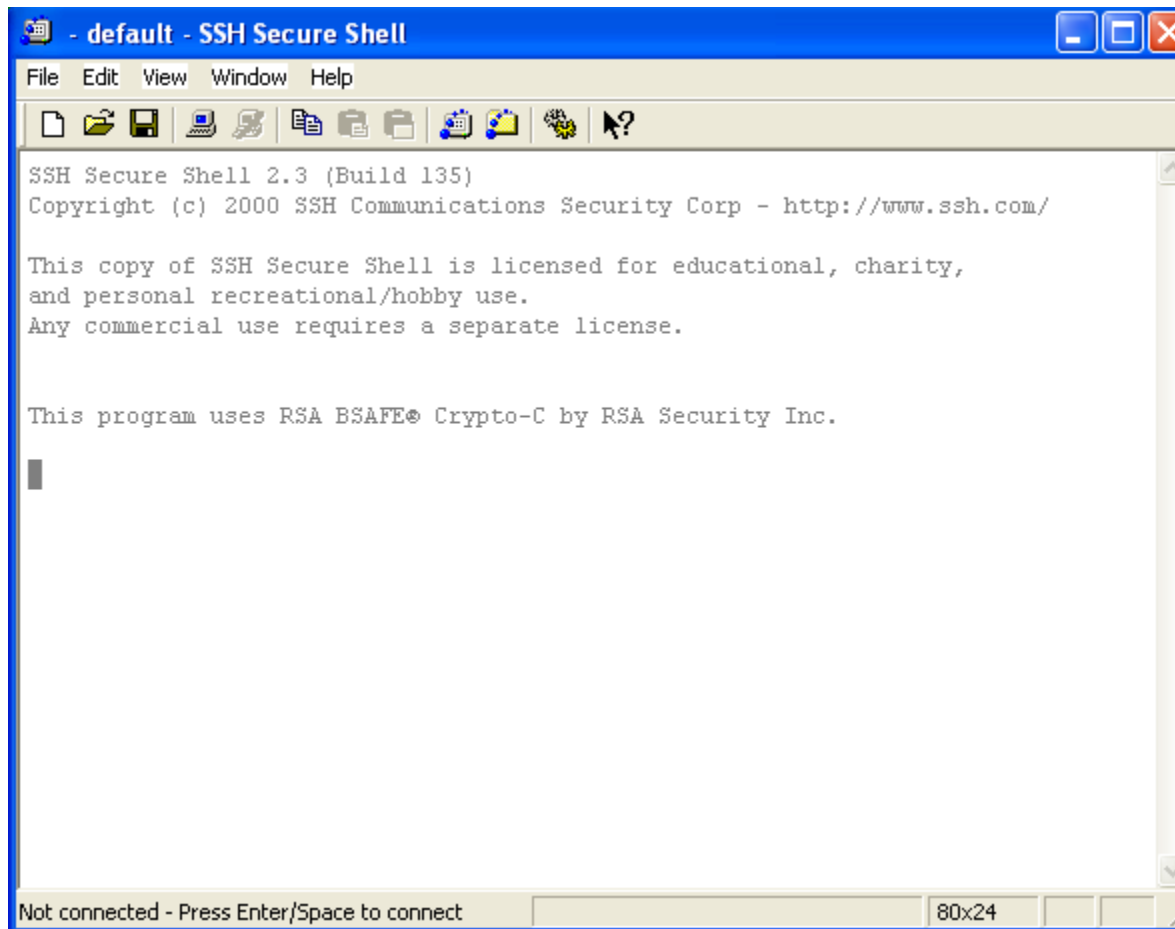 - default - SSH Secure Shell
File Edit View Window Help
SSH Secure Shell 2.3 (Build 135)
Copyright (c) 2000 SSH Communications Security Corp - http://www.ssh.com/
This copy of SSH Secure Shell is licensed for educational, charity,
and personal recreational/hobby use.
Any commercial use requires a separate license.
This program uses RSA BSAFE® Crypto-C by RSA Security Inc.
Not connected - Press Enter/Space to connect 80x24